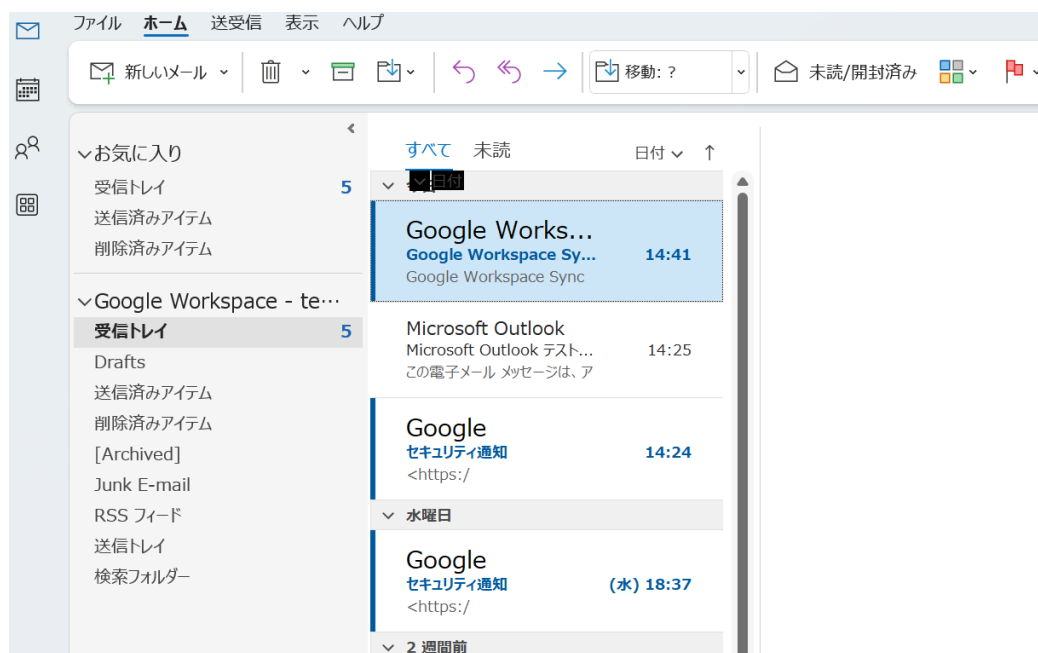 ファイル ホーム 送受信 表示 ヘルプ
新しいメール 移動: ? 未読/開封済み
お気に入り
受信トレイ 5
送信済みアイテム
削除済みアイテム
Google Workspace - te…
受信トレイ 5
Drafts
送信済みアイテム
削除済みアイテム
[Archived]
Junk E-mail
RSS フィード
送信トレイ
検索フォルダー
すべて 未読 日付
日付
Google Works...
Google Workspace Sy... 14:41
Google Workspace Sync
Microsoft Outlook
Microsoft Outlook テスト... 14:25
この電子メール メッセージは、ア
Google
セキュリティ通知 14:24
<https:/
水曜日
Google
セキュリティ通知 (水) 18:37
<https:/
2 週間前